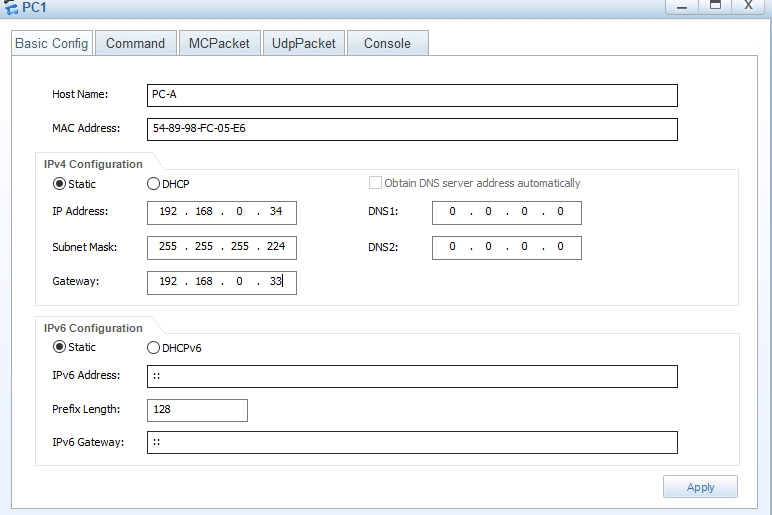 PC1
Basic Config Command MCPacket UdpPacket Console
Host Name: PC-A
MAC Address: 54-89-98-FC-05-E6
IPv4 Configuration
Static DHCP Obtain DNS server address automatically
IP Address: 192 . 168 . 0 . 34 DNS1: 0 . 0 . 0 . 0
Subnet Mask: 255 . 255 . 255 . 224 DNS2: 0 . 0 . 0 . 0
Gateway: 192 . 168 . 0 . 33
IPv6 Configuration
Static DHCPv6
IPv6 Address: ::
Prefix Length: 128
IPv6 Gateway: ::
Apply